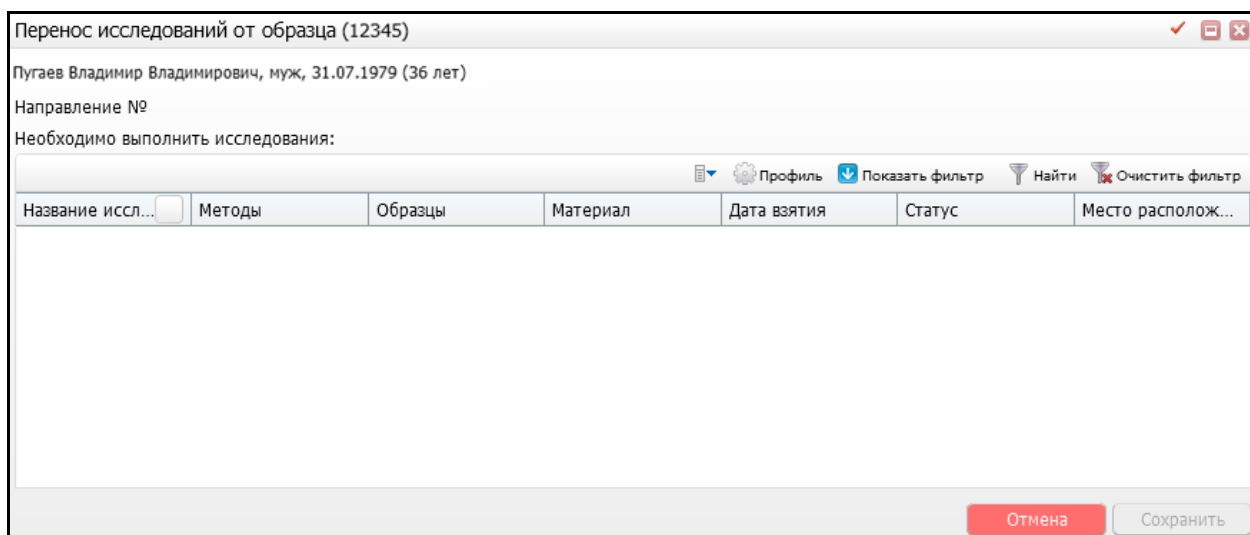 Перенос исследований от образца (12345)
Пугаев Владимир Владимирович, муж, 31.07.1979 (36 лет)
Направление №
Необходимо выполнить исследования:
Профиль Показать фильтр Найти Очистить фильтр
Название иссл... Методы Образцы Материал Дата взятия Статус Место располож...
Отмена Сохранить